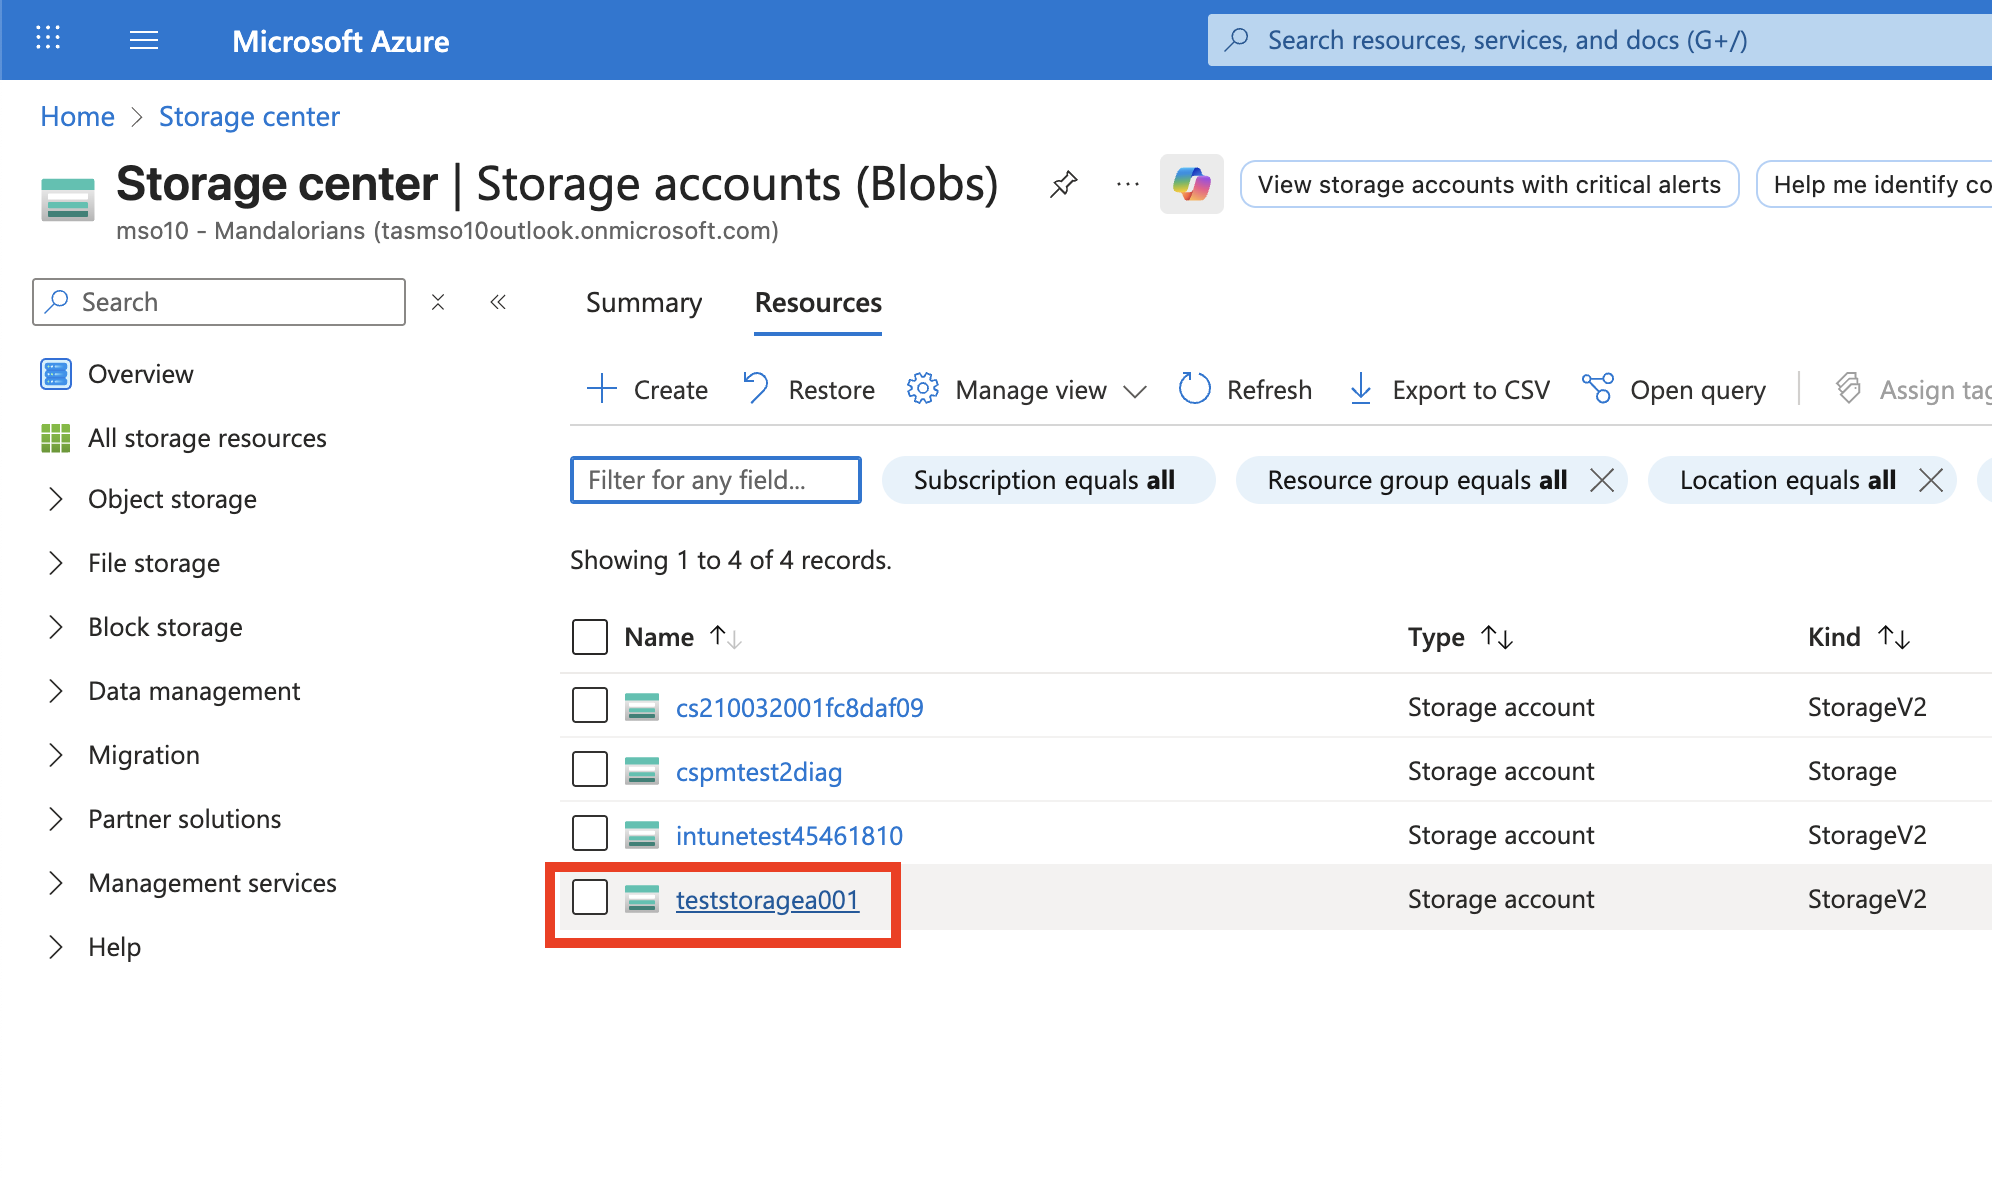 Microsoft Azure
Search resources, services, and docs (G+/)
Home > Storage center
Storage center | Storage accounts (Blobs)
View storage accounts with critical alerts
Help me identify co
mso10 - Mandalorians (tasmso10outlook.onmicrosoft.com)
Search
Overview
All storage resources
Object storage
File storage
Block storage
Data management
Migration
Partner solutions
Management services
Help
Summary Resources
Create Restore Manage view Refresh Export to CSV Open query Assign tag
Filter for any field... Subscription equals all Resource group equals all Location equals all
Showing 1 to 4 of 4 records.
Name Type Kind
cs210032001fc8daf09 Storage account StorageV2
cspmtest2diag Storage account Storage
intunetest45461810 Storage account StorageV2
teststoragea001 Storage account StorageV2